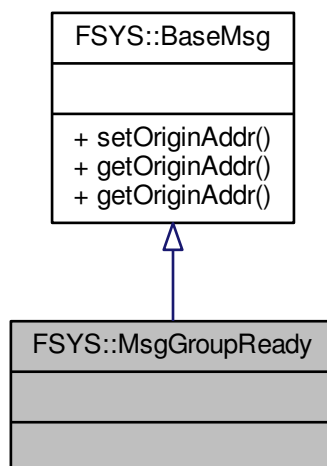 FSYS::BaseMsg
+ setOriginAddr()
+ getOriginAddr()
+ getOriginAddr()
FSYS::MsgGroupReady